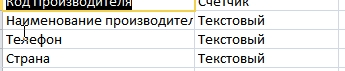 Код Производителя Счетчик
Наименование производител Текстовый
Телефон Текстовый
Страна Текстовый